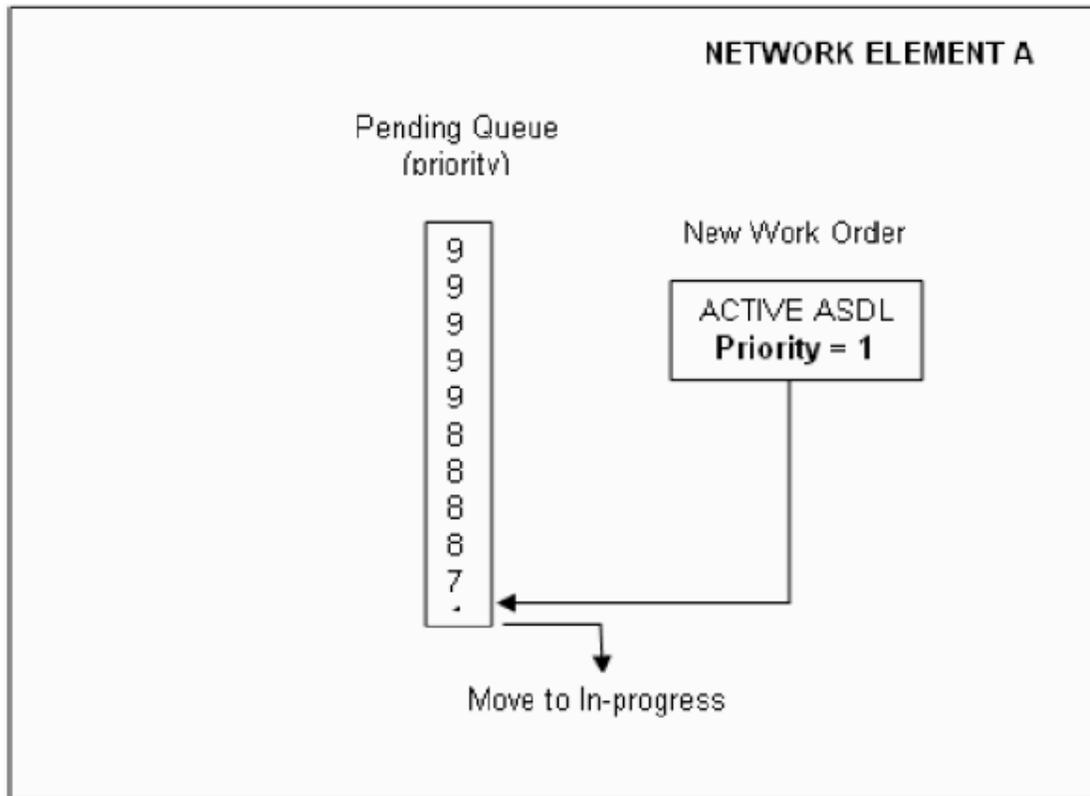 NETWORK ELEMENT A
Pending Queue
(priority)
9
9
9
9
9
8
8
8
8
7
New Work Order
ACTIVE ASDL
Priority = 1
Move to In-progress